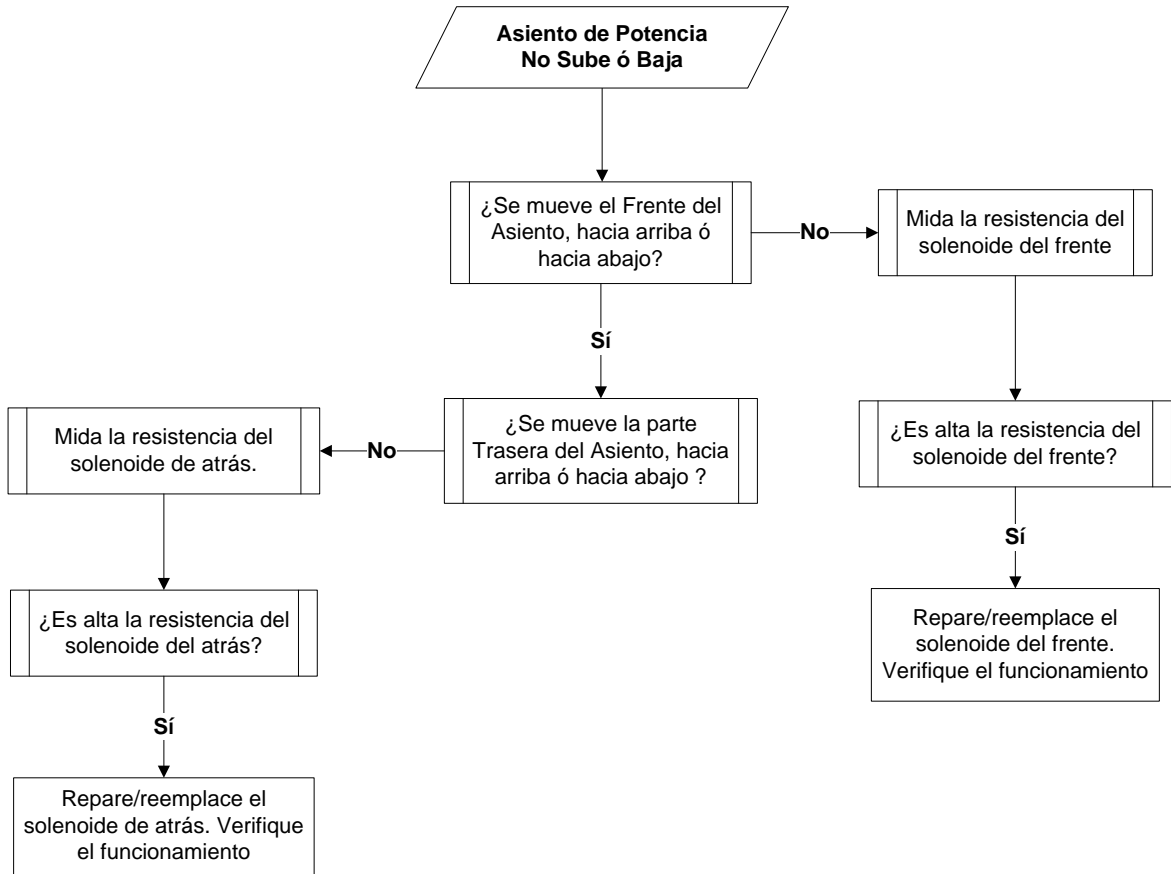 Asiento de Potencia
No Sube ó Baja
¿Se mueve el Frente del
Asiento, hacia arriba ó
hacia abajo?
No
Mida la resistencia del
solenoide del frente
Sí
¿Se mueve la parte
Trasera del Asiento, hacia
arriba ó hacia abajo ?
No
Mida la resistencia del
solenoide de atrás.
¿Es alta la resistencia del
solenoide del frente?
Sí
Repare/reemplace el
solenoide del frente.
Verifique el funcionamiento
¿Es alta la resistencia del
solenoide del atrás?
Sí
Repare/reemplace el
solenoide de atrás. Verifique
el funcionamiento